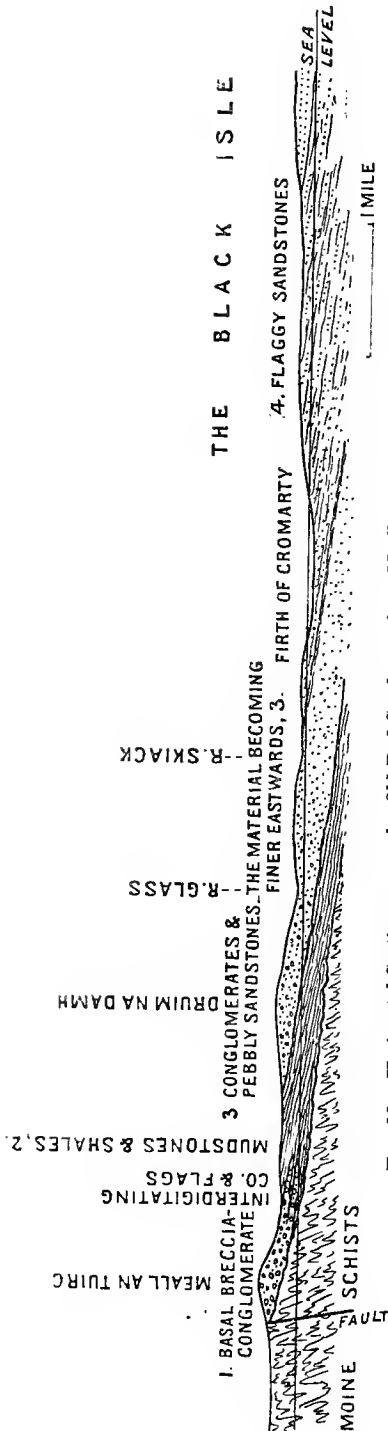 MOINE SCHISTS
FAULT
1. BASAL BRECCIA-
CONGLOMERATE
MEALL AN TUIRC
INTERDIGITATING
CO. & FLAGS
MUDSTONES & SHALES, 2.
3 CONGLOMERATES &
PEBBLY SANDSTONES_THE MATERIAL BECOMING
FINER EASTWARDS, 3.
DRUIM NA DAMH
R. GLASS
R. SKIACK
FIRTH OF CROMARTY
THE BLACK ISLE
4. FLAGGY SANDSTONES
SEA
LEVEL
1 MILE